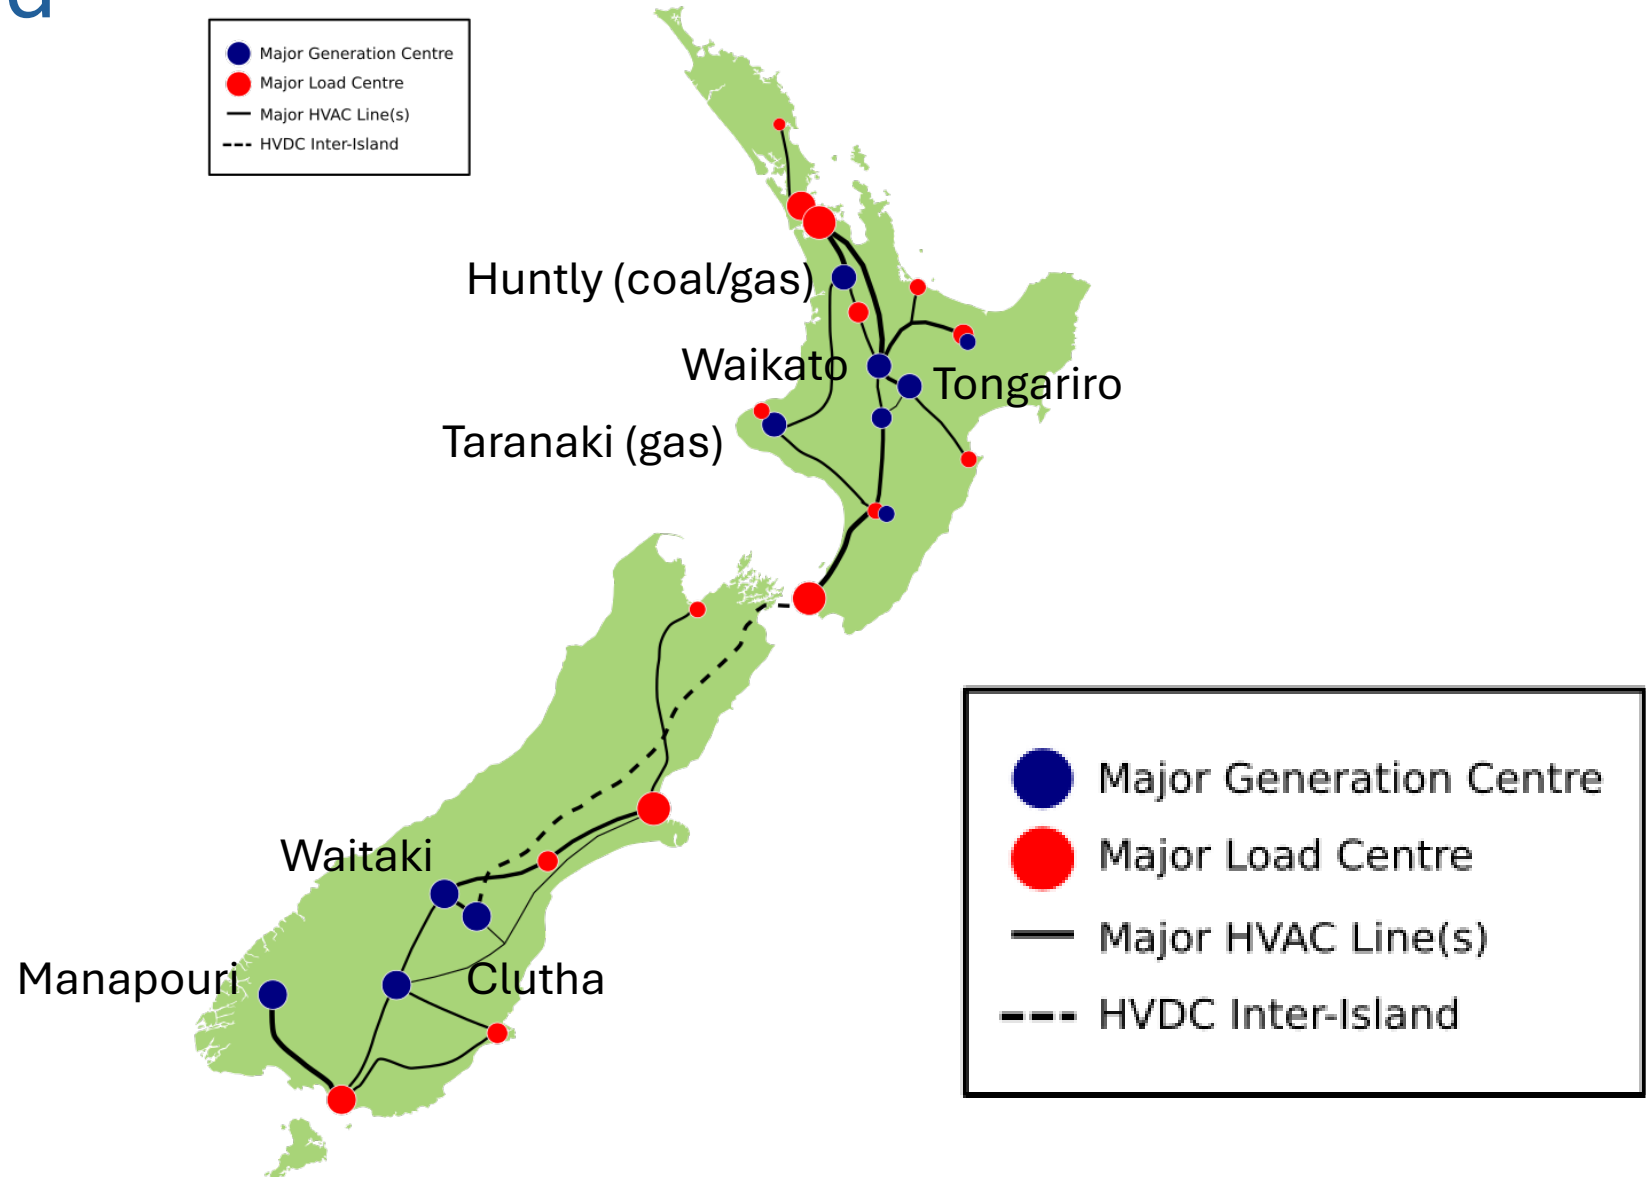 Major Generation Centre
Major Load Centre
Major HVAC Line(s)
HVDC Inter-Island
Huntly (coal/gas)
Waikato
Tongariro
Taranaki (gas)
Waitaki
Manapouri
Clutha
Major Generation Centre
Major Load Centre
Major HVAC Line(s)
HVDC Inter-Island